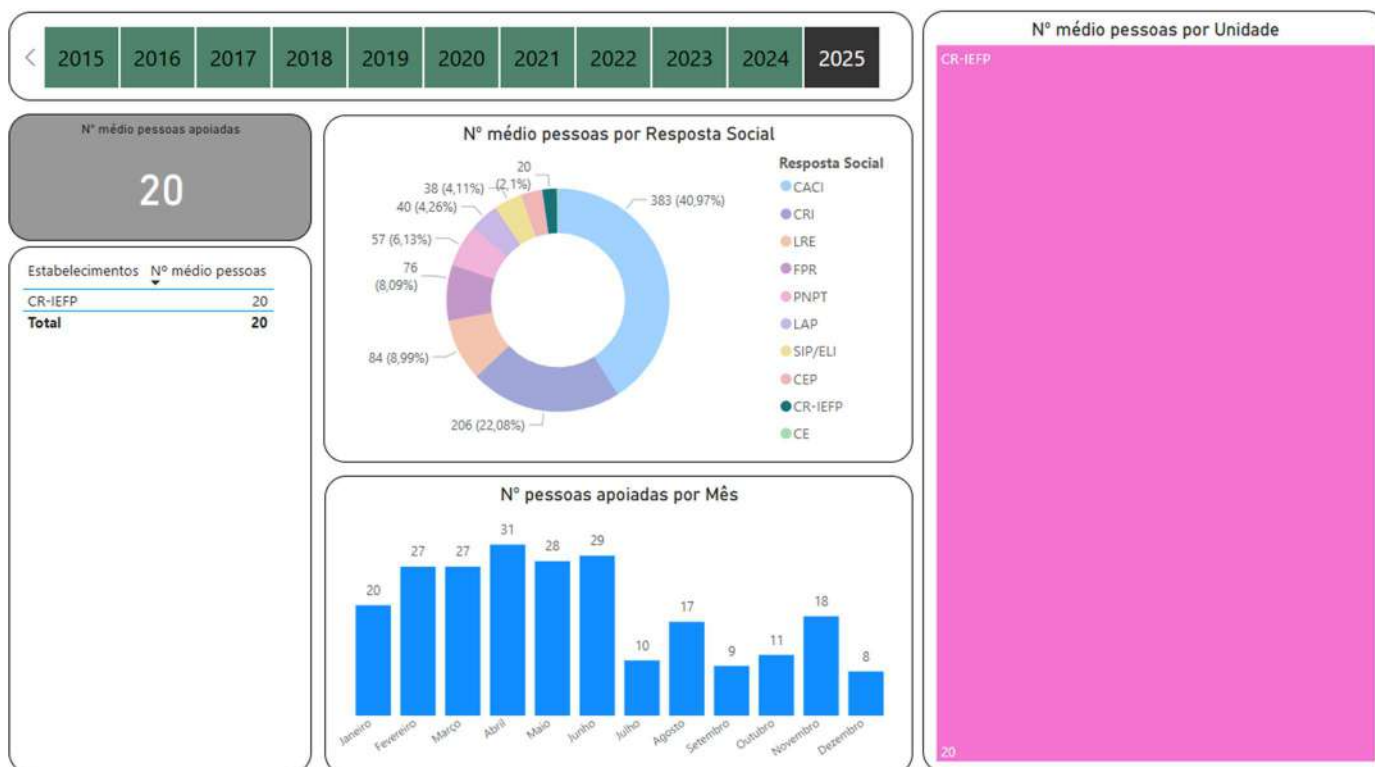 2015 2016 2017 2018 2019 2020 2021 2022 2023 2024 2025
Nº médio pessoas apoiadas
20
Estabelecimentos Nº médio pessoas
CR-IEFP 20
Total 20
Nº médio pessoas por Resposta Social
20
(2,1%)
38 (4,11%)
40 (4,26%)
57 (6,13%)
76
(8,09%)
84 (8,99%)
206 (22,08%)
383 (40,97%)
Resposta Social
CACI
CRI
LRE
FPR
PNPT
LAP
SIP/ELI
CEP
CR-IEFP
CE
Nº pessoas apoiadas por Mês
20 27 27 31 28 29 10 17 9 11 18 8
Janeiro Fevereiro Março Abril Maio Junho Julho Agosto Setembro Outubro Novembro Dezembro
Nº médio pessoas por Unidade
CR-IEFP
20